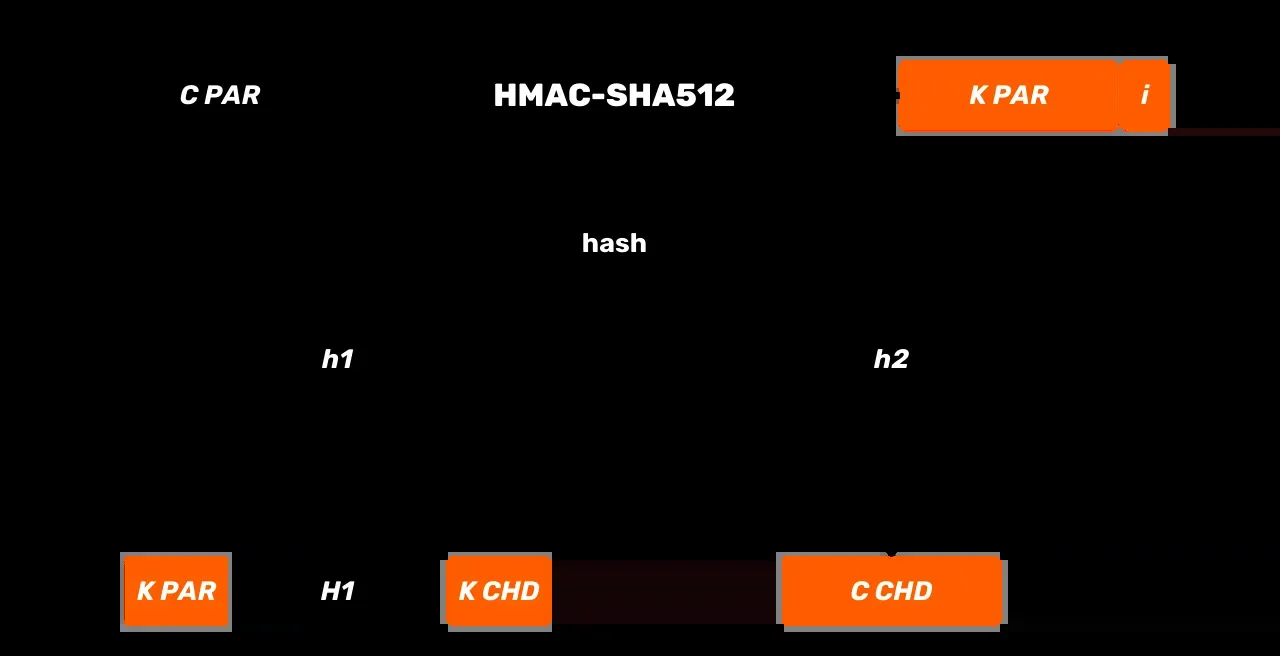 C PAR HMAC-SHA512 K PAR i
hash
h1 h2
K PAR H1 K CHD C CHD